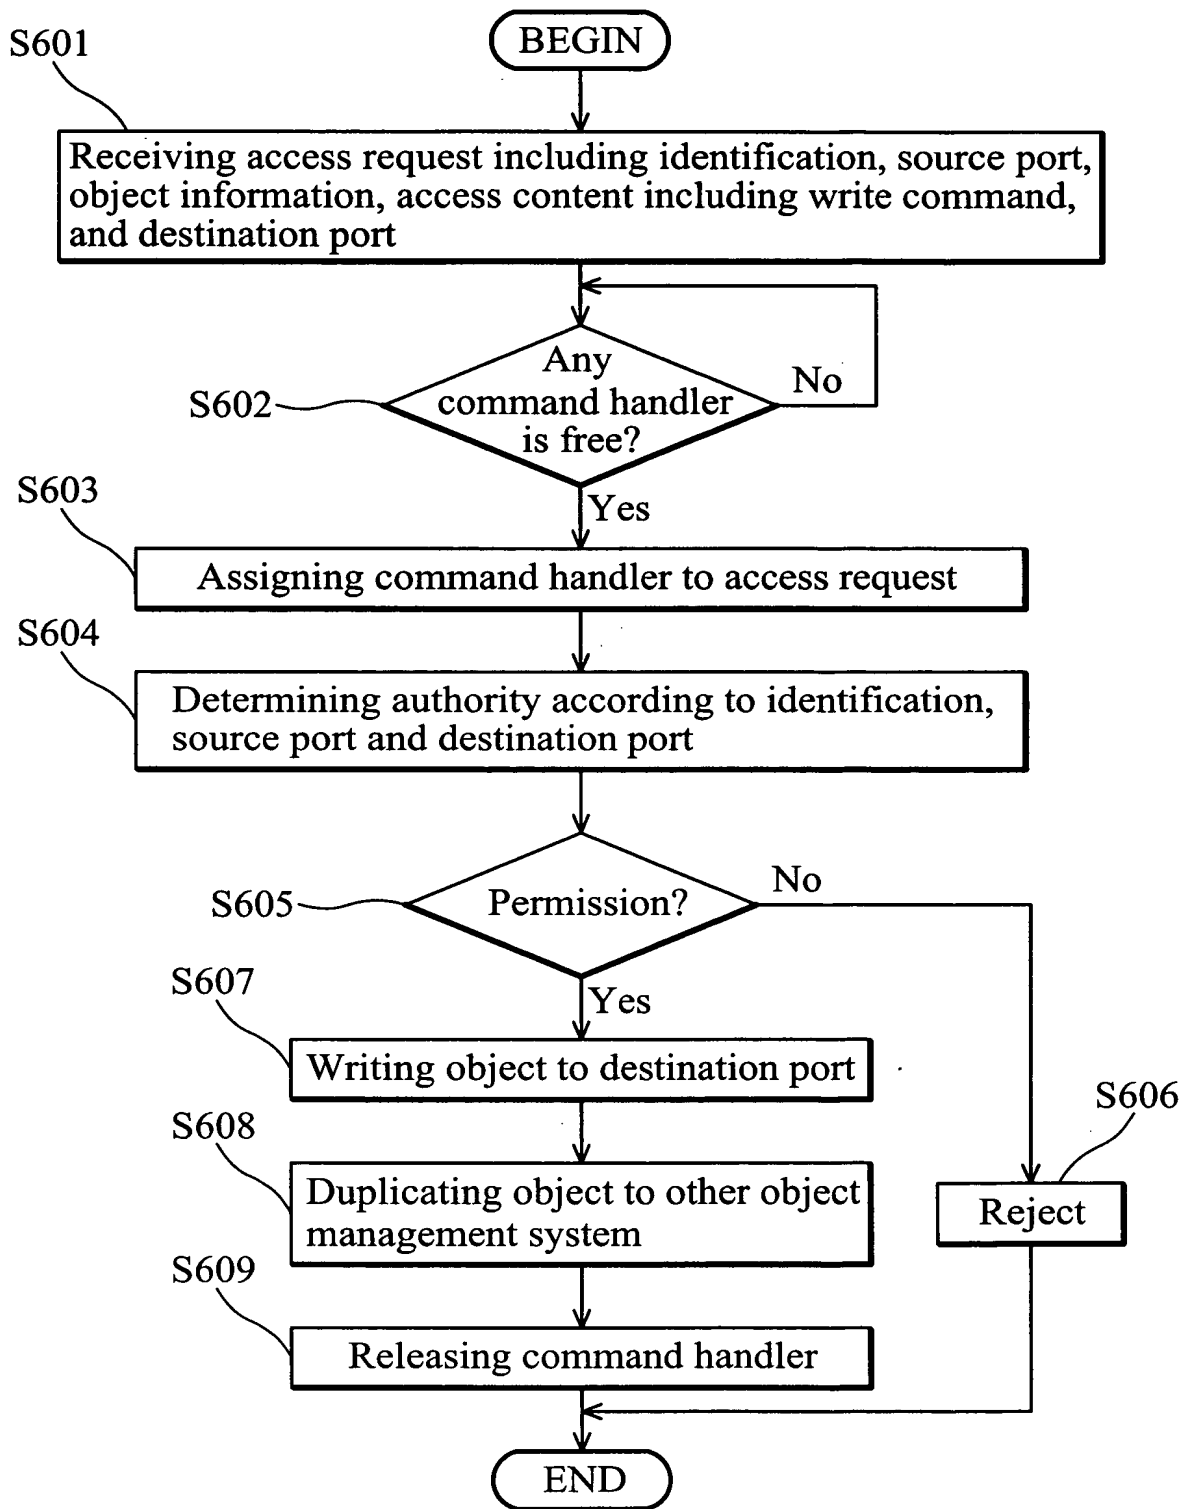 BEGIN
S601
Receiving access request including identification, source port,
object information, access content including write command,
and destination port
Any
command handler
is free?
No
S602
Yes
S603
Assigning command handler to access request
S604
Determining authority according to identification,
source port and destination port
Permission?
No
S605
Yes
S607
Writing object to destination port
S606
Reject
S608
Duplicating object to other object
management system
S609
Releasing command handler
END